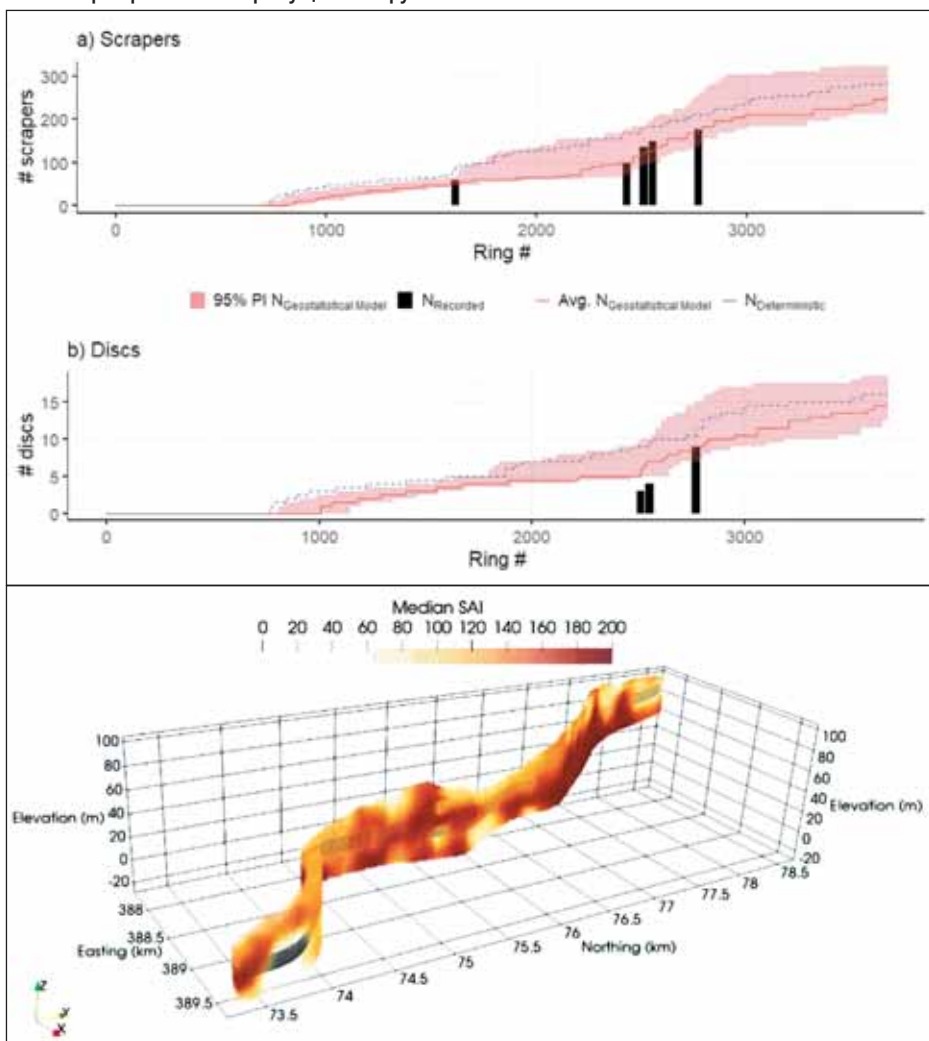 a) Scrapers
# scrapers
300
200
100
0
0 1000 2000 3000
Ring #
95% PI N Geostatistical Model N Recorded Avg. N Geostatistical Model N Deterministic
b) Discs
# discs
15
10
5
0
0 1000 2000 3000
Ring #
Median SAI
0 20 40 60 80 100 120 140 160 180 200
100
80
60
Elevation (m) 40
20
0
-20
100
80
60
40 Elevation (m)
20
0
-20
388
388.5
Easting (km)
389
389.5
73.5 74 74.5 75 75.5 76 76.5 77 77.5 78 78.5
Northing (km)
Z
Y
X